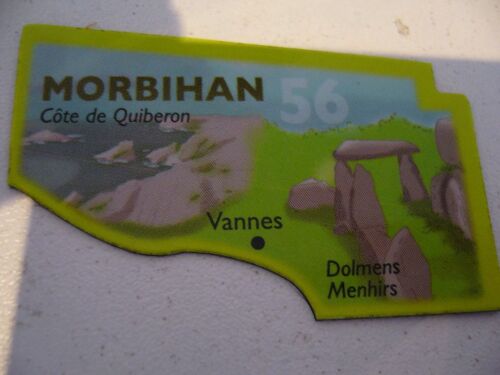 MORBIHAN 56
Côte de Quiberon
Vannes
Dolmens
Menhirs